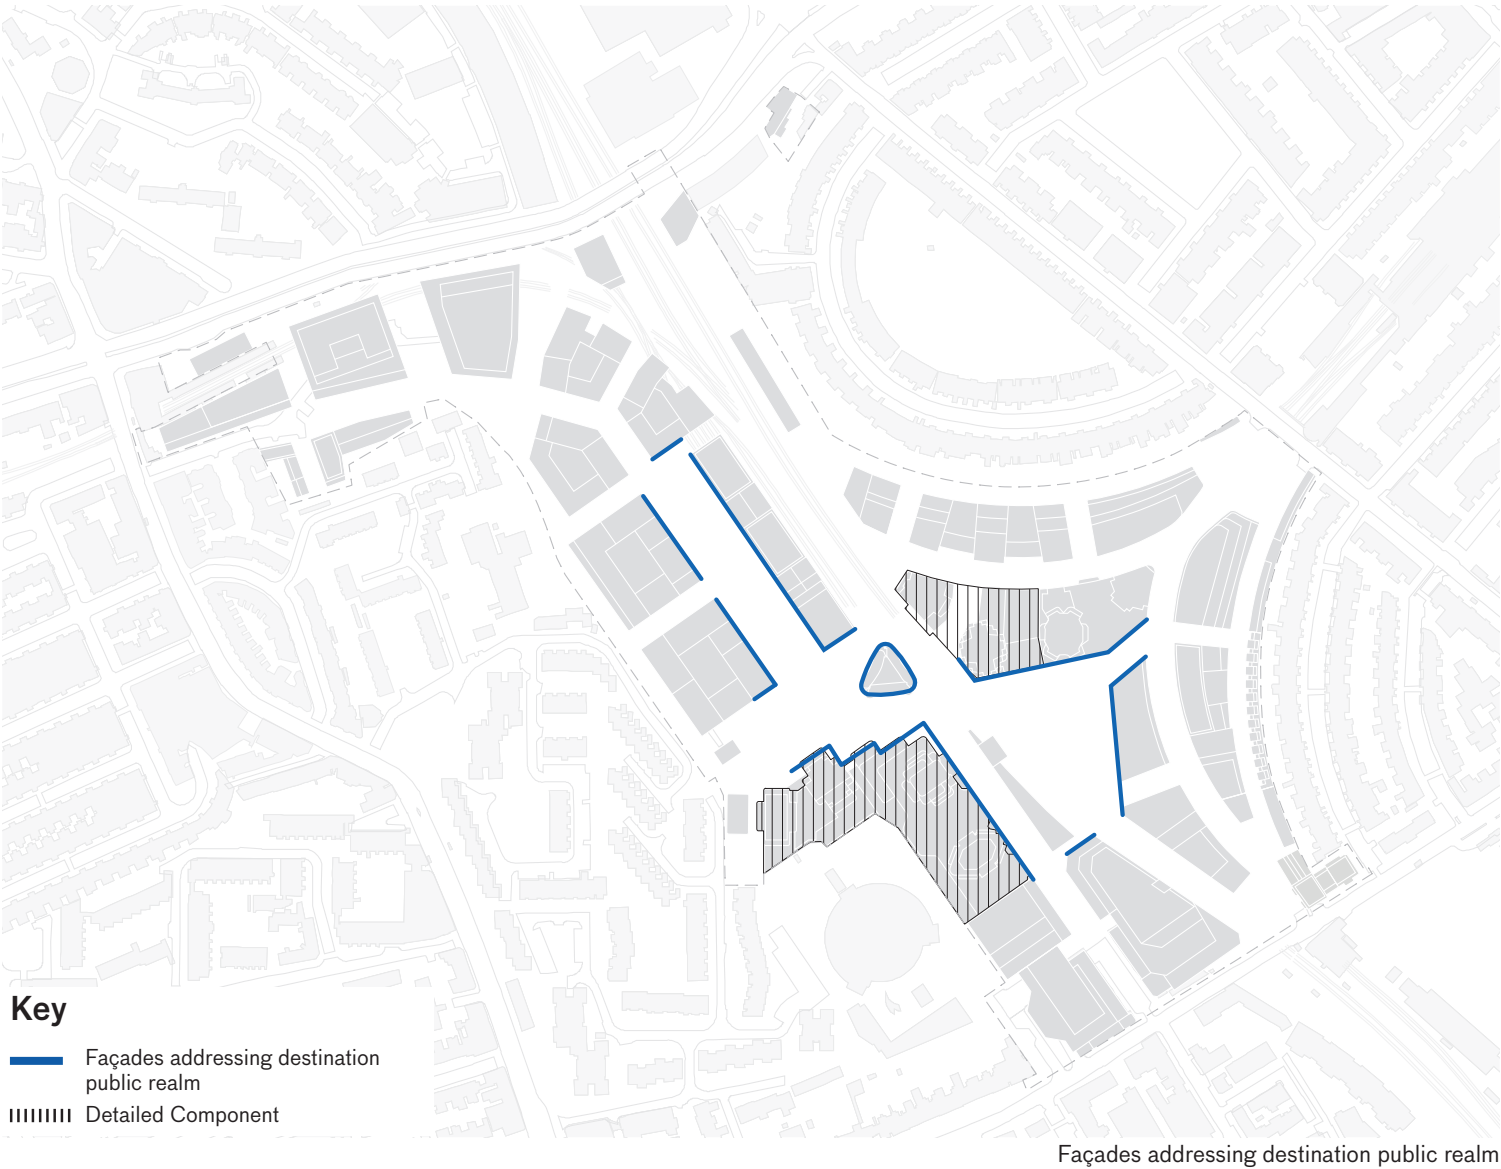 Key
Façades addressing destination
public realm
Detailed Component
Façades addressing destination public realm